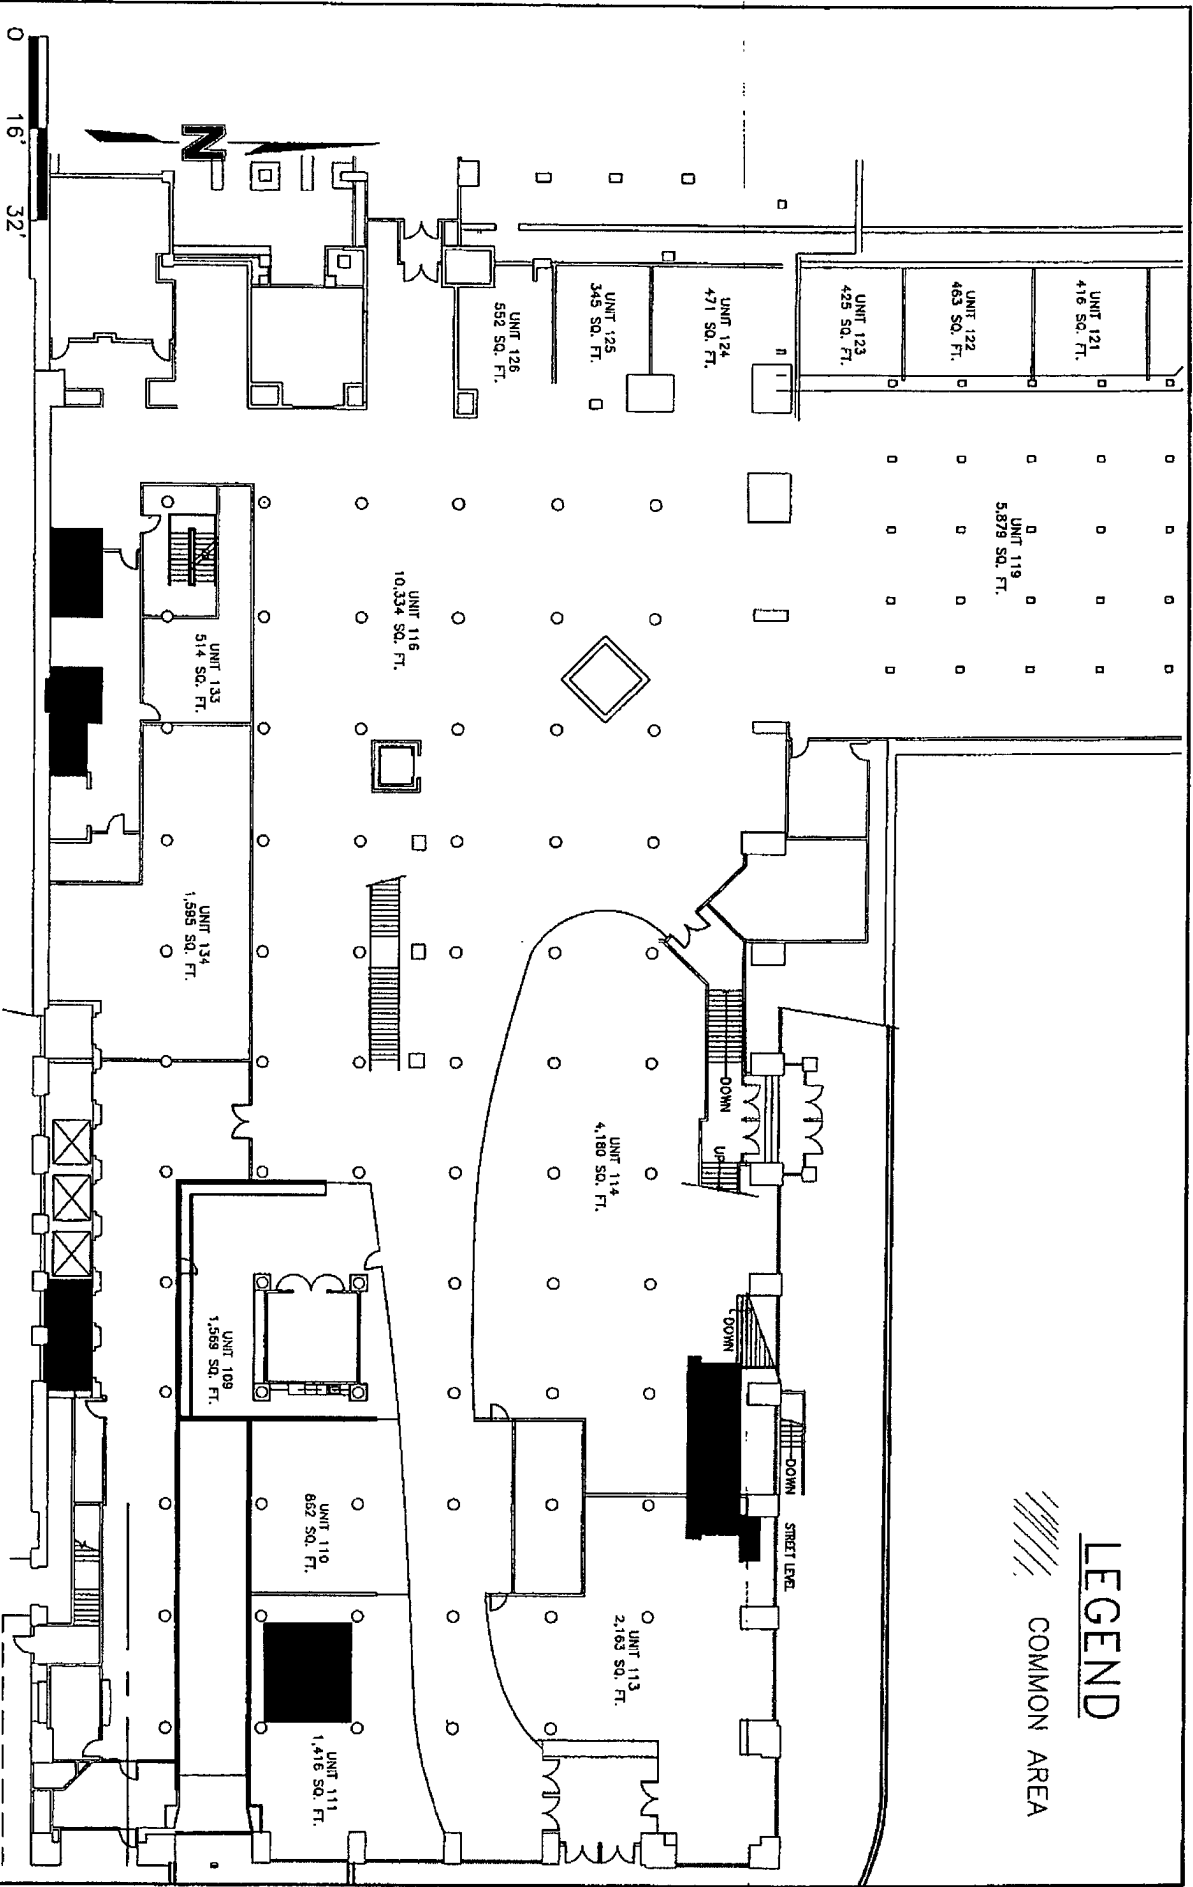 LEGEND
COMMON AREA
UNIT 121
416 SQ. FT.
UNIT 122
463 SQ. FT.
UNIT 123
425 SQ. FT.
UNIT 119
5,879 SQ. FT.
UNIT 124
471 SQ. FT.
UNIT 125
345 SQ. FT.
UNIT 126
552 SQ. FT.
UNIT 116
10,334 SQ. FT.
UNIT 133
514 SQ. FT.
UNIT 134
1,595 SQ. FT.
DOWN
UP
UNIT 114
4,180 SQ. FT.
DOWN
DOWN
STREET LEVEL
UNIT 109
1,569 SQ. FT.
UNIT 110
862 SQ. FT.
UNIT 113
2,163 SQ. FT.
UNIT 111
1,416 SQ. FT.
N
0 16' 32'